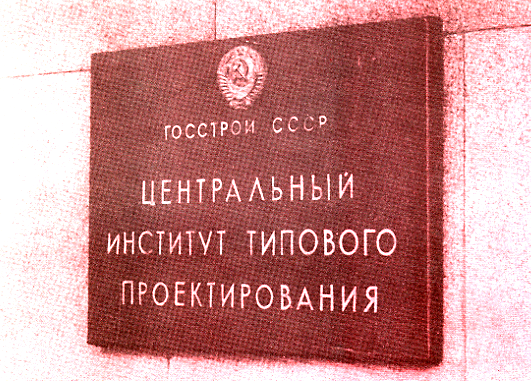 ГОССТРОЙ СССР
ЦЕНТРАЛЬНЫЙ
ИНСТИТУТ ТИПОВОГО
ПРОЕКТИРОВАНИЯ